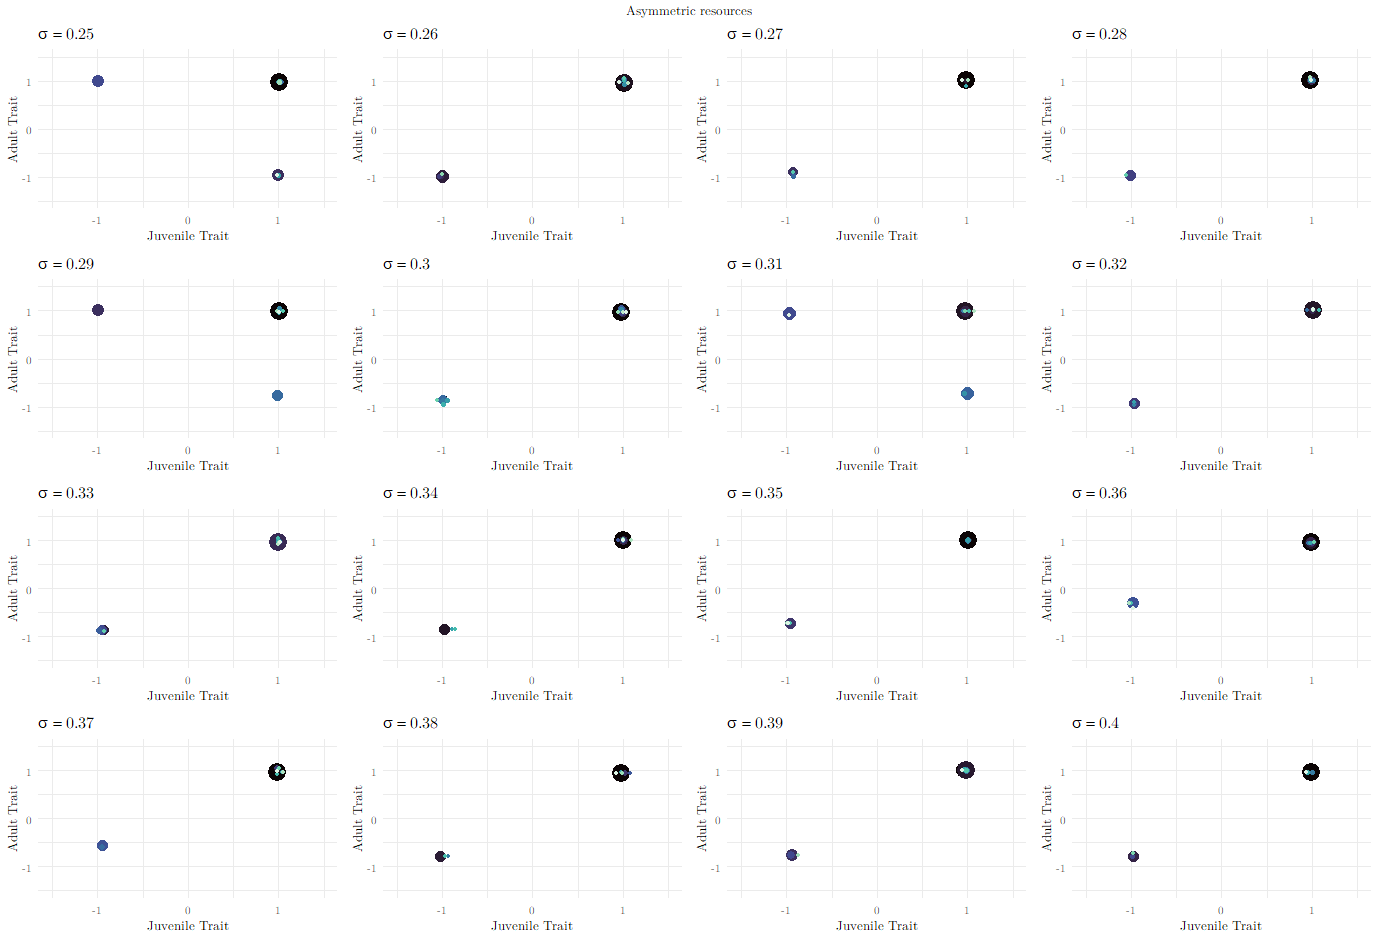 Asymmetric resources
σ = 0.25
σ = 0.26
σ = 0.27
σ = 0.28
Adult Trait
1
0
-1
Adult Trait
1
0
-1
Adult Trait
1
0
-1
Adult Trait
1
0
-1
-1 0 1
-1 0 1
-1 0 1
-1 0 1
Juvenile Trait
Juvenile Trait
Juvenile Trait
Juvenile Trait
σ = 0.29
σ = 0.3
σ = 0.31
σ = 0.32
Adult Trait
1
0
-1
Adult Trait
1
0
-1
Adult Trait
1
0
-1
Adult Trait
1
0
-1
-1 0 1
-1 0 1
-1 0 1
-1 0 1
Juvenile Trait
Juvenile Trait
Juvenile Trait
Juvenile Trait
σ = 0.33
σ = 0.34
σ = 0.35
σ = 0.36
Adult Trait
1
0
-1
Adult Trait
1
0
-1
Adult Trait
1
0
-1
Adult Trait
1
0
-1
-1 0 1
-1 0 1
-1 0 1
-1 0 1
Juvenile Trait
Juvenile Trait
Juvenile Trait
Juvenile Trait
σ = 0.37
σ = 0.38
σ = 0.39
σ = 0.4
Adult Trait
1
0
-1
Adult Trait
1
0
-1
Adult Trait
1
0
-1
Adult Trait
1
0
-1
-1 0 1
-1 0 1
-1 0 1
-1 0 1
Juvenile Trait
Juvenile Trait
Juvenile Trait
Juvenile Trait